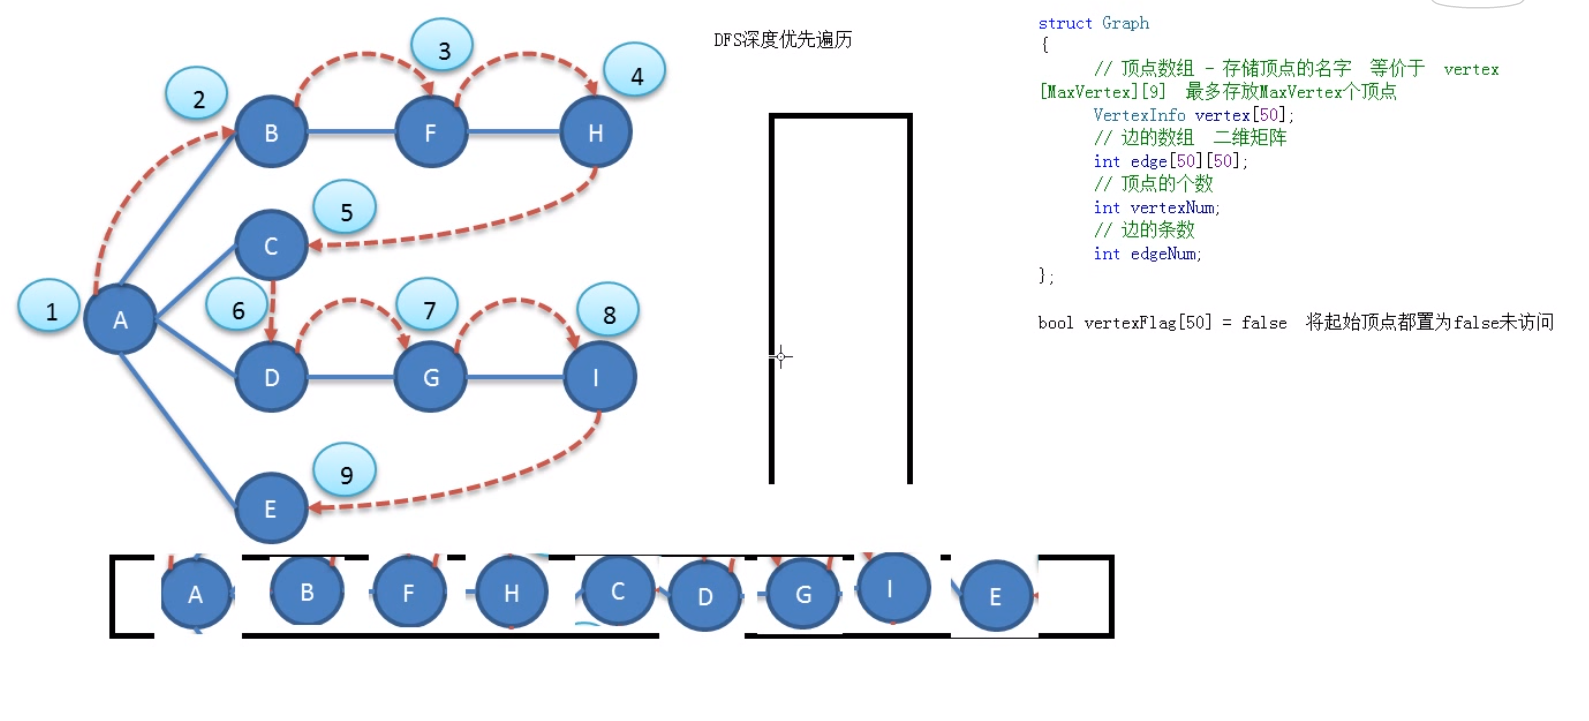 DFS深度优先遍历
struct Graph
{
// 顶点数组 - 存储顶点的名字 等价于 vertex
[MaxVertex][9] 最多存放MaxVertex个顶点
VertexInfo vertex[50];
// 边的数组 二维矩阵
int edge[50][50];
// 顶点的个数
int vertexNum;
// 边的条数
int edgeNum;
};
bool vertexFlag[50] = false 将起始顶点都置为false未访问
3
4
2
B
F
H
5
C
1
6
7
8
A
D
G
I
9
E
A B F H C D G I E